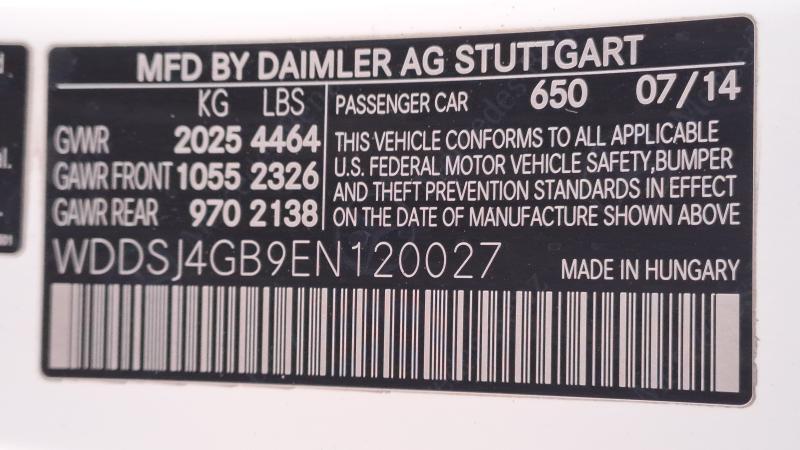 MFD BY DAIMLER AG STUTTGART
KG LBS
GVWR 2025 4464
GAWR FRONT 1055 2326
GAWR REAR 970 2138
PASSENGER CAR 650 07/14
THIS VEHICLE CONFORMS TO ALL APPLICABLE
U.S. FEDERAL MOTOR VEHICLE SAFETY,BUMPER
AND THEFT PREVENTION STANDARDS IN EFFECT
ON THE DATE OF MANUFACTURE SHOWN ABOVE
WDDSJ4GB9EN120027
MADE IN HUNGARY